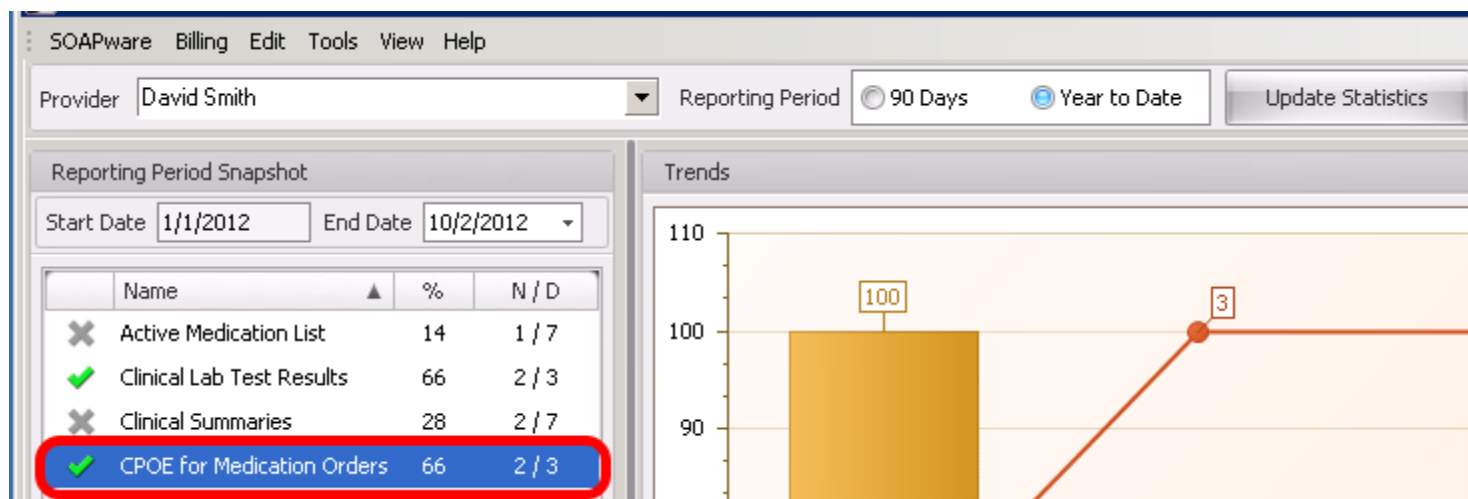 SOAPware Billing Edit Tools View Help
Provider David Smith Reporting Period 90 Days Year to Date Update Statistics
Reporting Period Snapshot
Start Date 1/1/2012 End Date 10/2/2012
Name % N / D
Active Medication List 14 1 / 7
Clinical Lab Test Results 66 2 / 3
Clinical Summaries 28 2 / 7
CPOE for Medication Orders 66 2 / 3
Trends
110
100
90
100
3